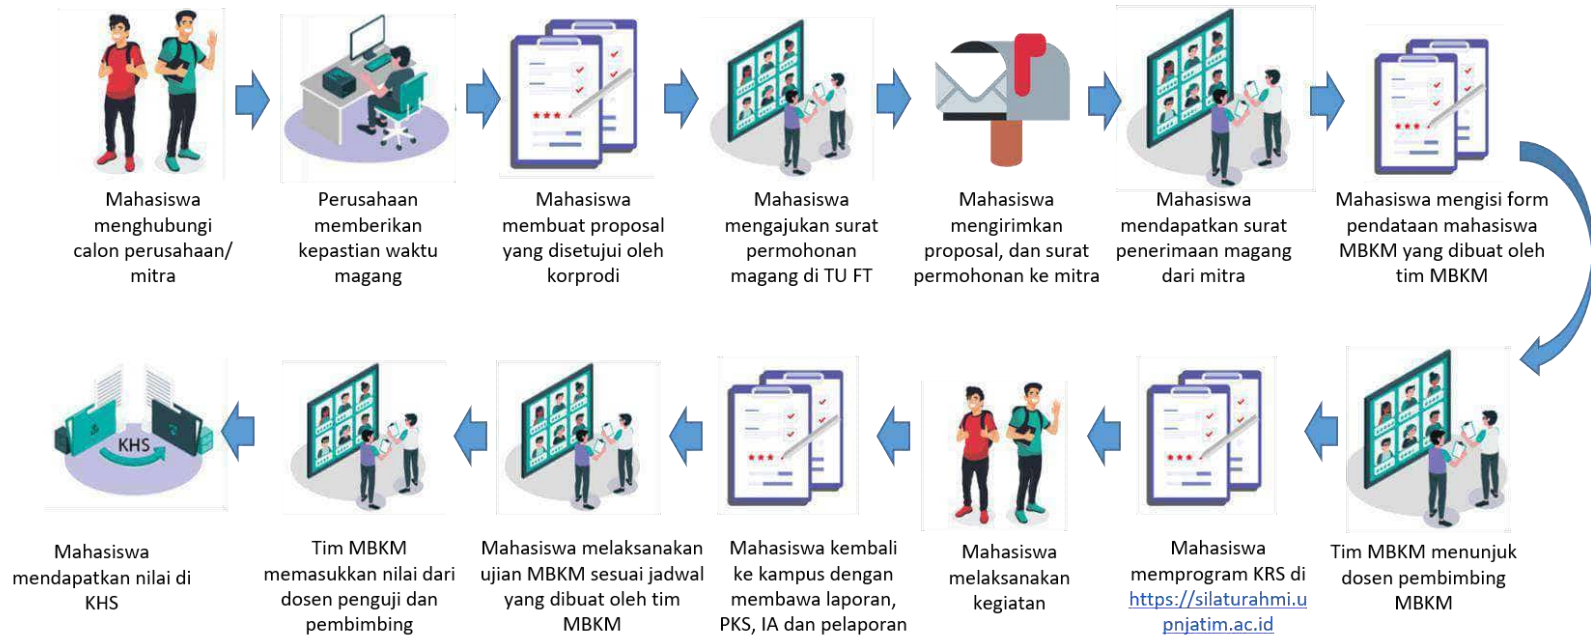 Mahasiswa
menghubungi
calon perusahaan/
mitra
Perusahaan
memberikan
kepastian waktu
magang
Mahasiswa
membuat proposal
yang disetujui oleh
korprodi
Mahasiswa
mengajukan surat
permohonan
magang di TU FT
Mahasiswa
mengirimkan
proposal, dan surat
permohonan ke mitra
Mahasiswa
mendapatkan surat
penerimaan magang
dari mitra
Mahasiswa mengisi form
pendataan mahasiswa
MBKM yang dibuat oleh
tim MBKM
Tim MBKM menunjuk
dosen pembimbing
MBKM
Mahasiswa
memprogram KRS di
https://silaturahmi.u
pnjatim.ac.id
Mahasiswa
melaksanakan
kegiatan
Mahasiswa kembali
ke kampus dengan
membawa laporan,
PKS, IA dan pelaporan
Mahasiswa melaksanakan
ujian MBKM sesuai jadwal
yang dibuat oleh tim
MBKM
Tim MBKM
memasukkan nilai dari
dosen penguji dan
pembimbing
KHS
Mahasiswa
mendapatkan nilai di
KHS